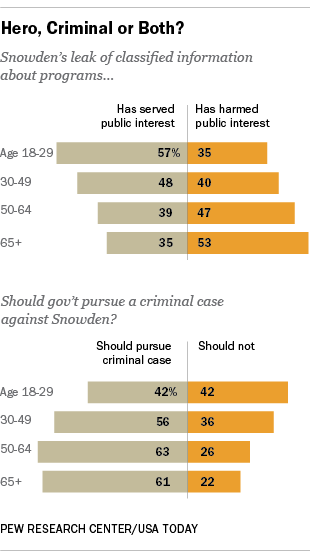 Hero, Criminal or Both?
Snowden's leak of classified information
about programs...
Has served
public interest
Has harmed
public interest
Age 18-29 57% 35
30-49 48 40
50-64 39 47
65+ 35 53
Should gov't pursue a criminal case
against Snowden?
Should pursue
criminal case
Should not
Age 18-29 42% 42
30-49 56 36
50-64 63 26
65+ 61 22
PEW RESEARCH CENTER/USA TODAY